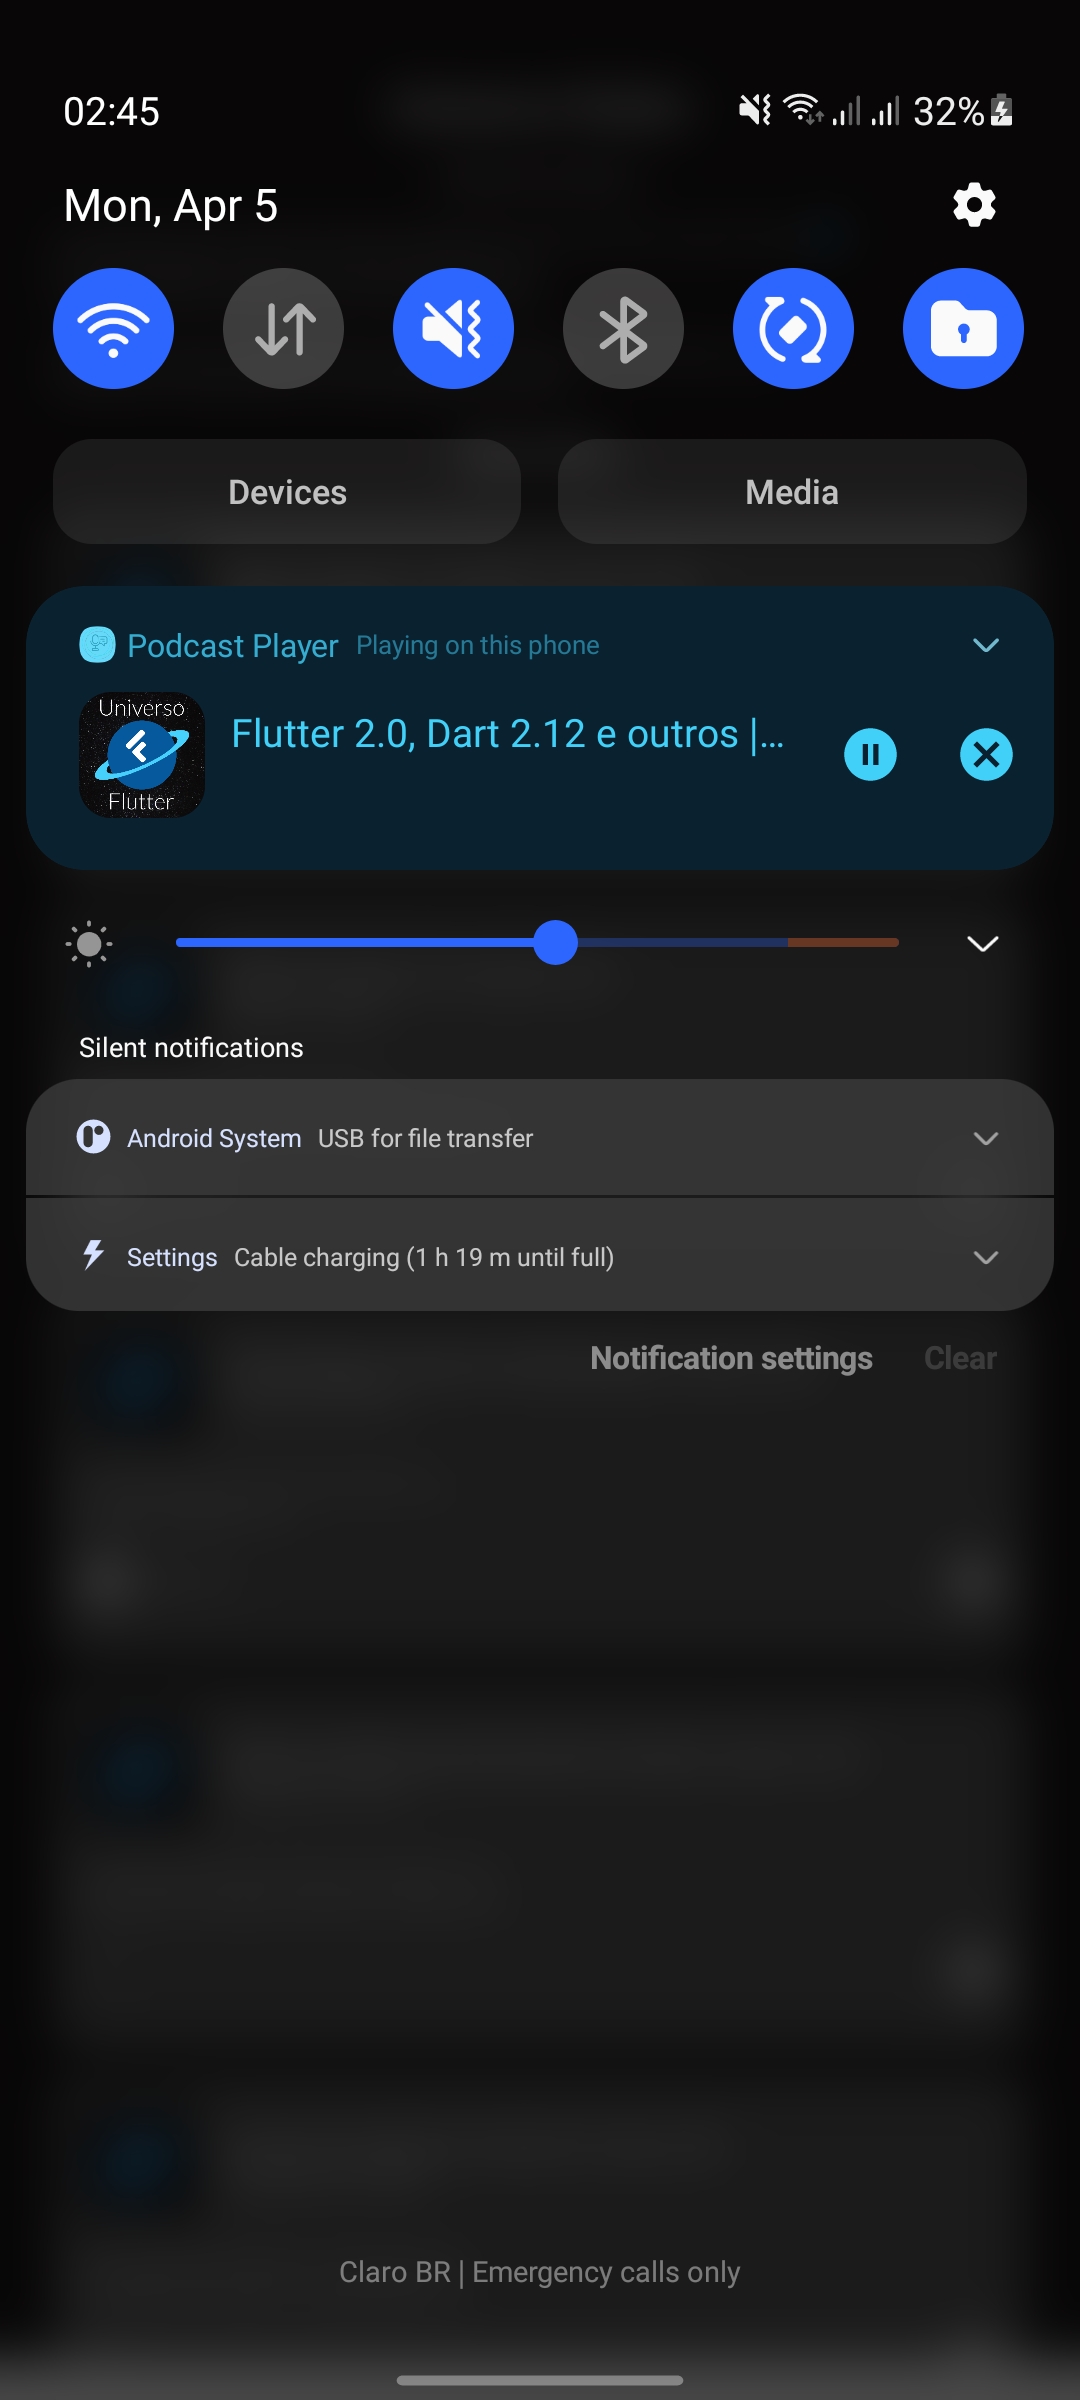 02:45 32%
Mon, Apr 5
Devices Media
Podcast Player Playing on this phone
Universo
Flutter
Flutter 2.0, Dart 2.12 e outros |...
Silent notifications
Android System USB for file transfer
Settings Cable charging (1 h 19 m until full)
Notification settings Clear
Claro BR | Emergency calls only